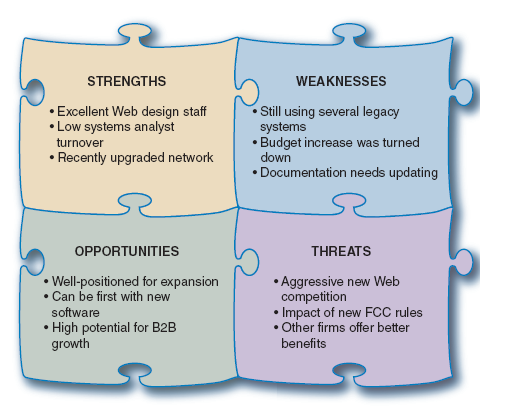 STRENGTHS
• Excellent Web design staff
• Low systems analyst
turnover
• Recently upgraded network
WEAKNESSES
• Still using several legacy
systems
• Budget increase was turned
down
• Documentation needs updating
OPPORTUNITIES
• Well-positioned for expansion
• Can be first with new
software
• High potential for B2B
growth
THREATS
• Aggressive new Web
competition
• Impact of new FCC rules
• Other firms offer better
benefits